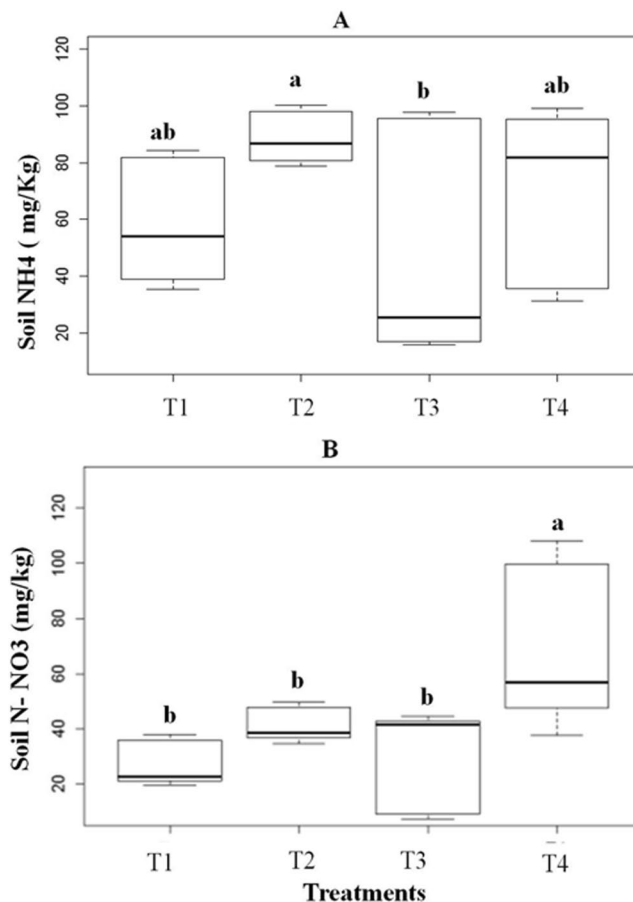 A
Soil NH4 ( mg/Kg)
120
100
80
60
40
20
ab
a
b
ab
T1
T2
T3
T4
B
Soil N- NO3 (mg/kg)
120
100
80
60
40
20
b
b
b
a
T1
T2
T3
T4
Treatments